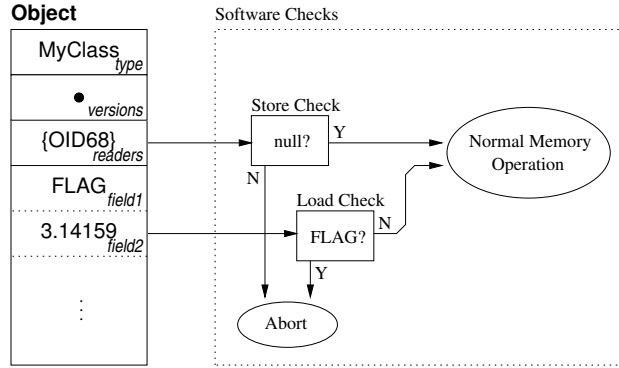 Object
Software Checks
MyClass
type
•
versions
{OID68}
readers
FLAG
field1
3.14159
field2
⋮
Store Check
null?
Y
N
Load Check
FLAG?
N
Y
Normal Memory
Operation
Abort